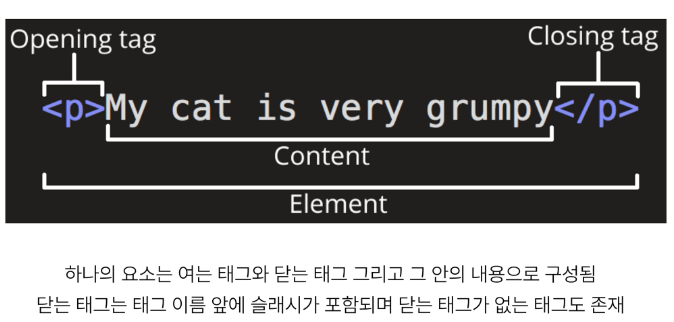 Opening tag
Closing tag
<p>My cat is very grumpy</p>
Content
Element
하나의 요소는 여는 태그와 닫는 태그 그리고 그 안의 내용으로 구성됨
닫는 태그는 태그 이름 앞에 슬래시가 포함되며 닫는 태그가 없는 태그도 존재